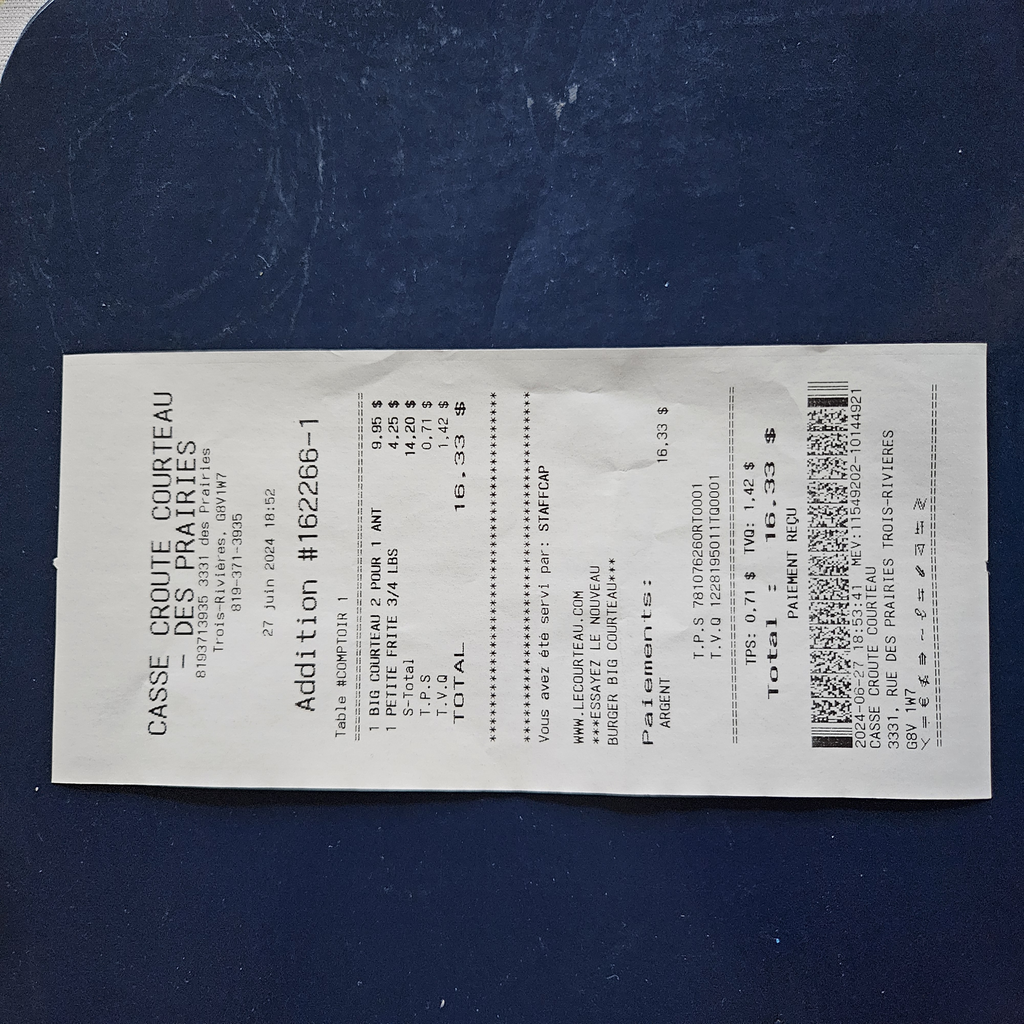 CASSE CROUTE COURTEAU
- DES PRAIRIES
8193713935 3331 des Prairies
Trois-Rivières, G8V1W7
819-371-3935
27 juin 2024 18:52
Addition #162266-1
Table #COMPTOIR 1
==================================================
1 BIG COURTEAU 2 POUR 1 ANT 9,95 $
1 PETITE FRITE 3/4 LBS 4,25 $
S-Total 14,20 $
T.P.S 0,71 $
T.V.Q 1,42 $
TOTAL 16,33 $
******************************************
******************************************
Vous avez été servi par: STAFFCAP
WWW.LECOURTEAU.COM
***ESSAYEZ LE NOUVEAU
BURGER BIG COURTEAU***
Paiements:
ARGENT 16,33 $
T.P.S 781076260RT0001
T.V.Q 1228195011TQ0001
==================================================
TPS: 0,71 $ TVQ: 1,42 $
Total : 16,33 $
PAIEMENT REÇU
2024-06-27 18:53:41 MEV:11549202-10144921
CASSE CROUTE COURTEAU
3331, RUE DES PRAIRIES TROIS-RIVIERES
G8V 1W7
==================================================